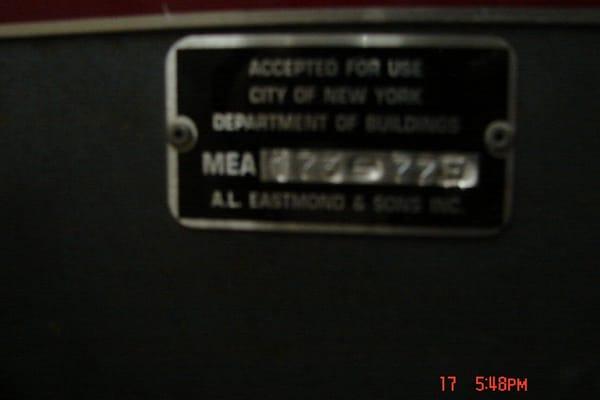 ACCEPTED FOR USE
CITY OF NEW YORK
DEPARTMENT OF BUILDINGS
MEA
A.L. EASTMOND & SONS INC.
17 5:48PM